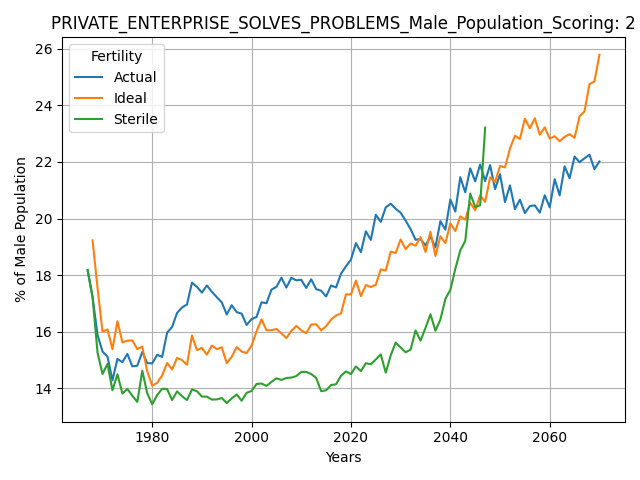 PRIVATE_ENTERPRISE_SOLVES_PROBLEMS_Male_Population_Scoring: 2
Fertility
Actual
Ideal
Sterile
% of Male Population
26
24
22
20
18
16
14
1980
2000
2020
2040
2060
Years